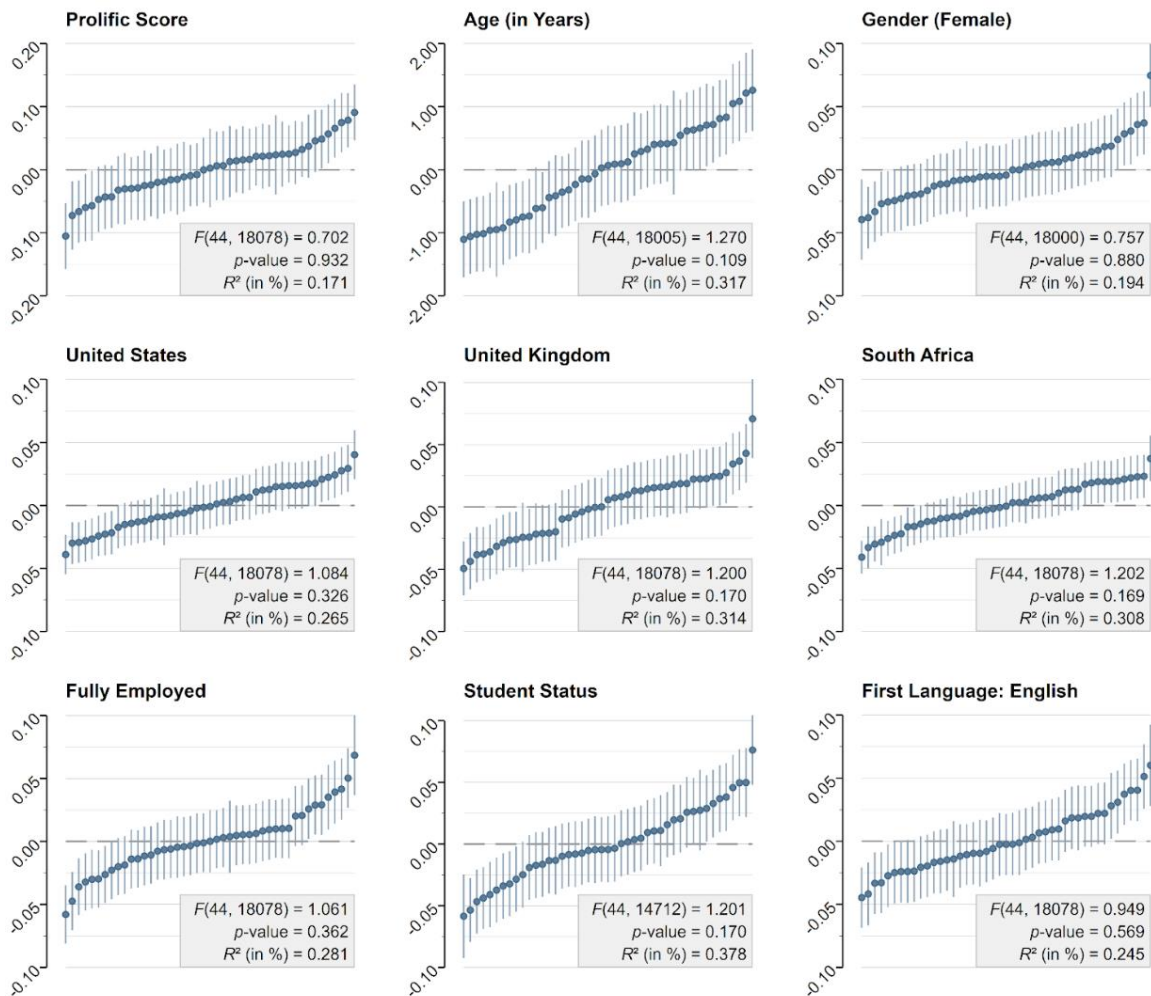 Prolific Score
0.20
0.10
0.00
-0.10
-0.20
F(44, 18078) = 0.702
p-value = 0.932
R² (in %) = 0.171
Age (in Years)
2.00
1.00
0.00
-1.00
-2.00
F(44, 18005) = 1.270
p-value = 0.109
R² (in %) = 0.317
Gender (Female)
0.10
0.05
0.00
-0.05
-0.10
F(44, 18000) = 0.757
p-value = 0.880
R² (in %) = 0.194
United States
0.10
0.05
0.00
-0.05
-0.10
F(44, 18078) = 1.084
p-value = 0.326
R² (in %) = 0.265
United Kingdom
0.10
0.05
0.00
-0.05
-0.10
F(44, 18078) = 1.200
p-value = 0.170
R² (in %) = 0.314
South Africa
0.10
0.05
0.00
-0.05
-0.10
F(44, 18078) = 1.202
p-value = 0.169
R² (in %) = 0.308
Fully Employed
0.10
0.05
0.00
-0.05
-0.10
F(44, 18078) = 1.061
p-value = 0.362
R² (in %) = 0.281
Student Status
0.10
0.05
0.00
-0.05
-0.10
F(44, 14712) = 1.201
p-value = 0.170
R² (in %) = 0.378
First Language: English
0.10
0.05
0.00
-0.05
-0.10
F(44, 18078) = 0.949
p-value = 0.569
R² (in %) = 0.245